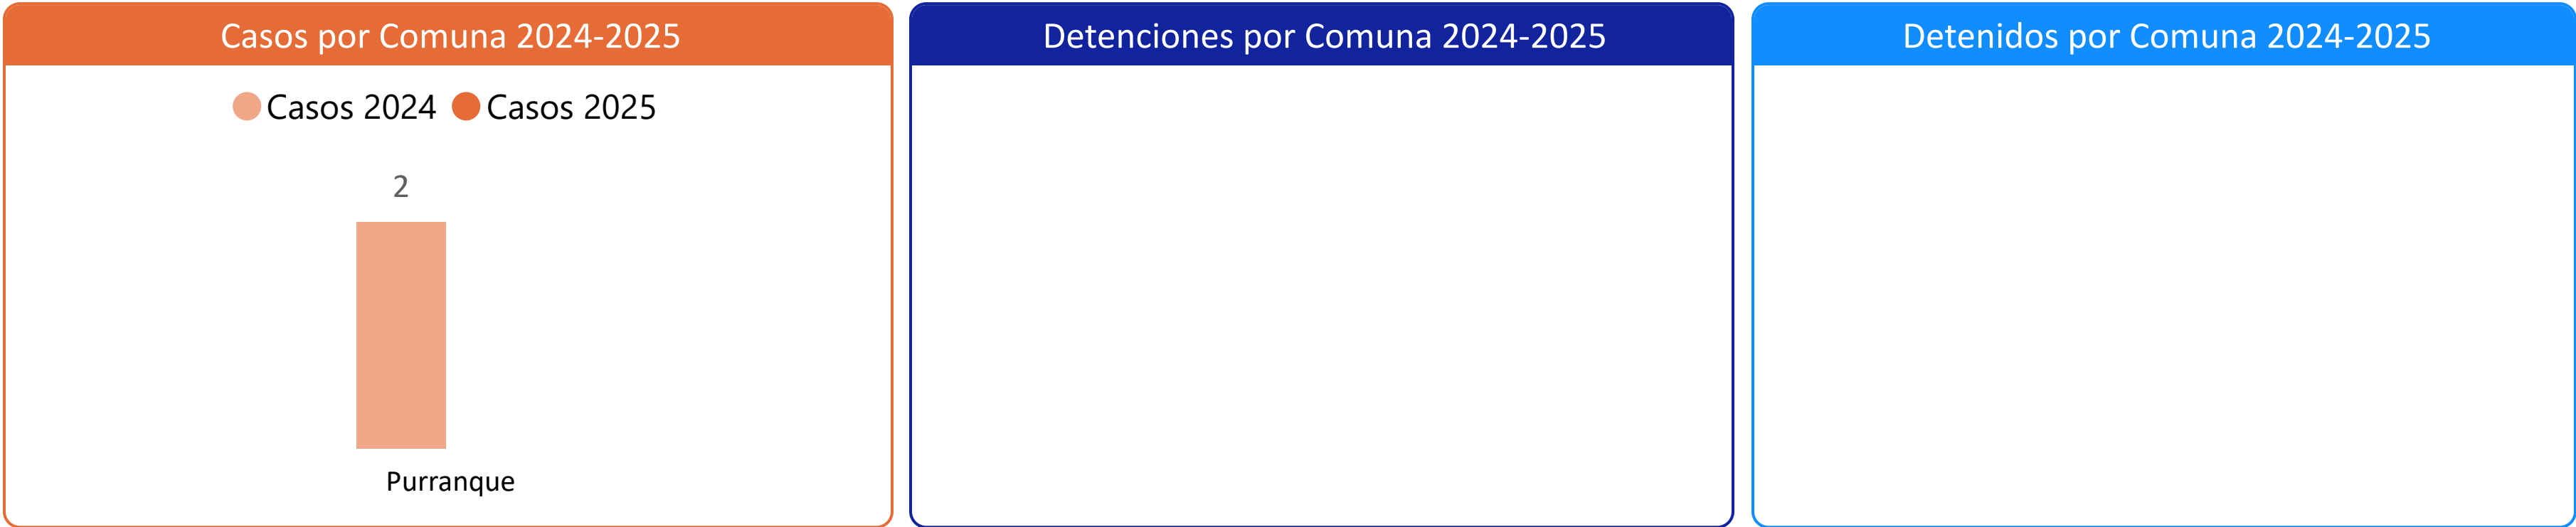 Casos por Comuna 2024-2025
Casos 2024
Casos 2025
2
Purranque
Detenciones por Comuna 2024-2025
Detenidos por Comuna 2024-2025